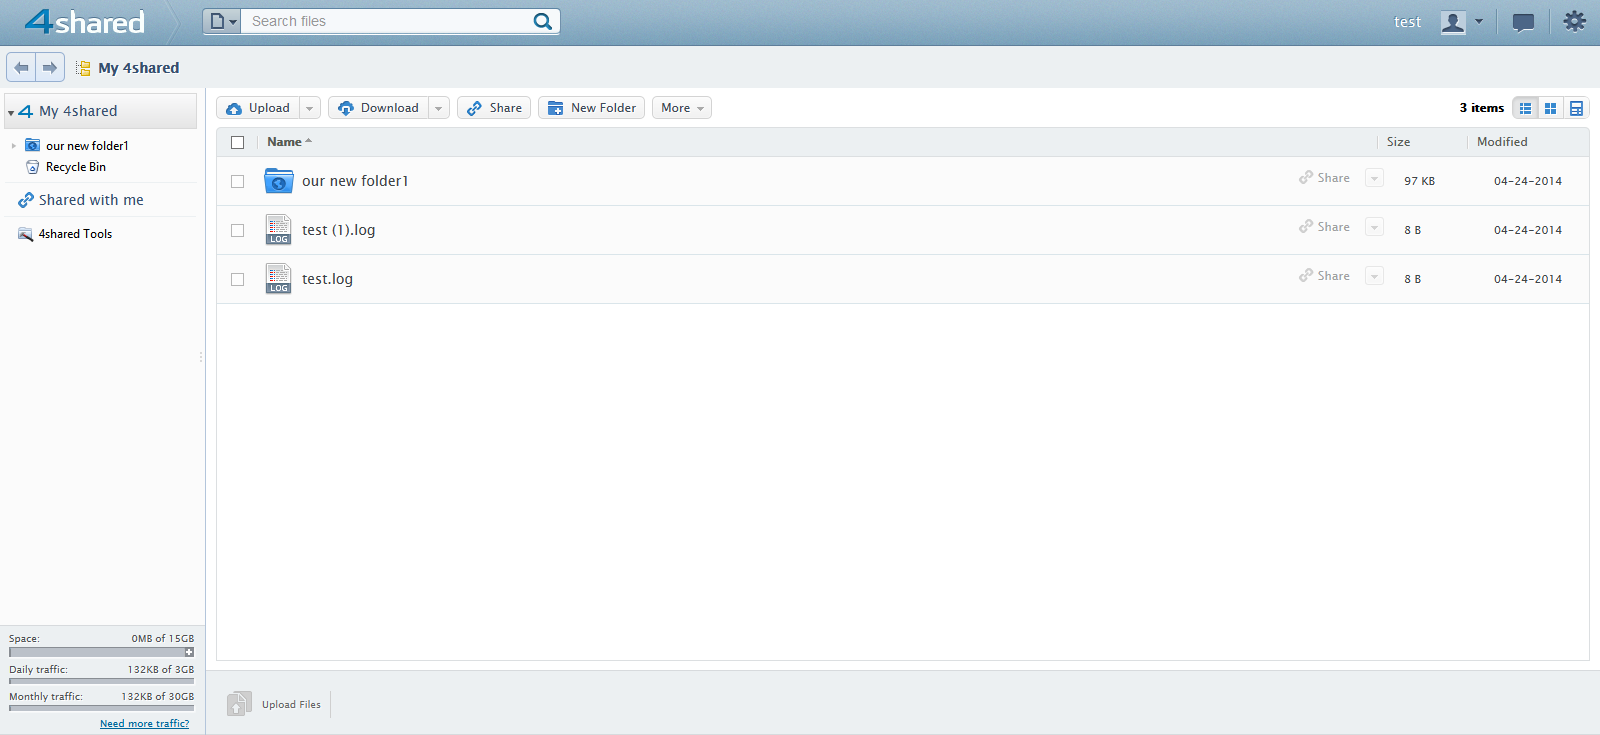 4shared
Search files
test
My 4shared
My 4shared
our new folder1
Recycle Bin
Shared with me
4shared Tools
Upload Download Share New Folder More 3 items
Name Size Modified
our new folder1 Share 97 KB 04-24-2014
LOG test (1).log Share 8 B 04-24-2014
LOG test.log Share 8 B 04-24-2014
Space: 0MB of 15GB
Daily traffic: 132KB of 3GB
Monthly traffic: 132KB of 30GB
Need more traffic?
Upload Files